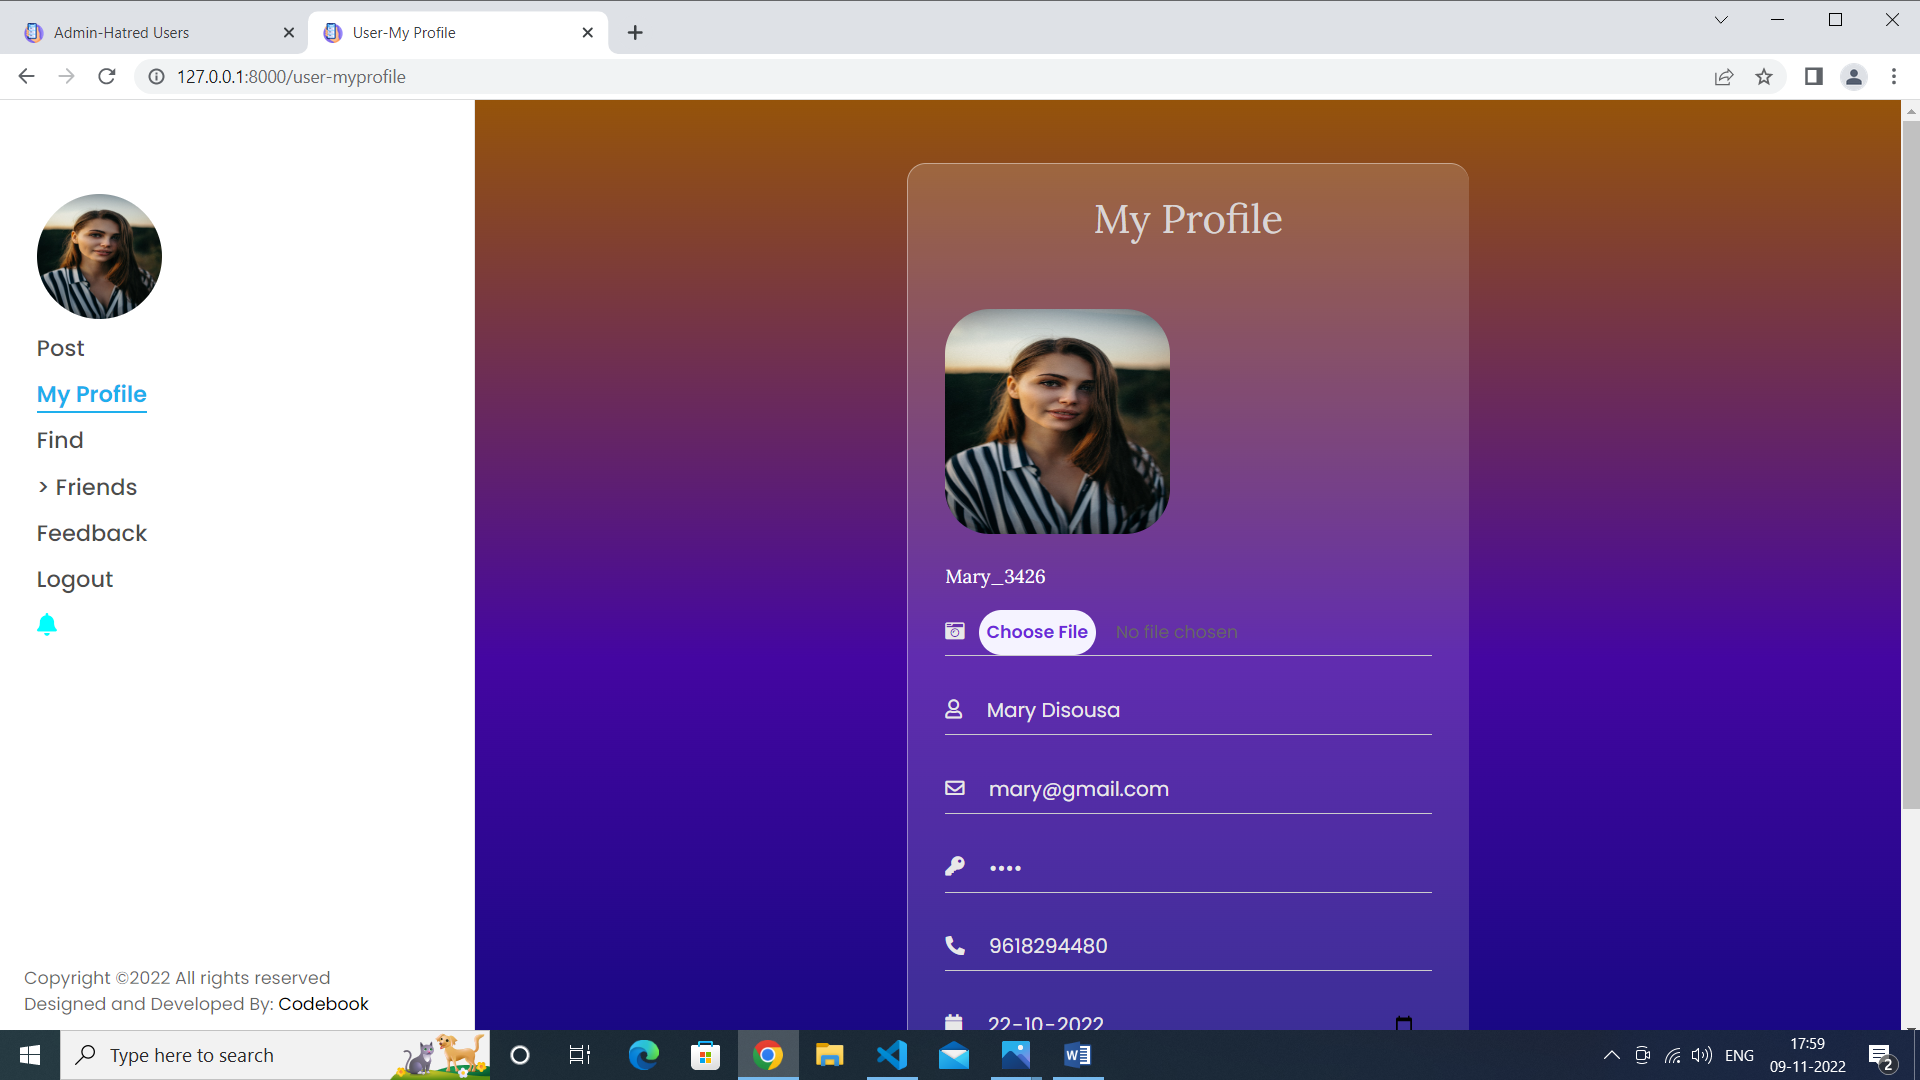 Admin-Hatred Users
User-My Profile
127.0.0.1:8000/user-myprofile
Post
My Profile
Find
> Friends
Feedback
Logout
Copyright ©2022 All rights reserved
Designed and Developed By: Codebook
My Profile
Mary_3426
Choose File No file chosen
Mary Disousa
mary@gmail.com
••••
9618294480
22-10-2022
Type here to search
ENG
17:59
09-11-2022
2